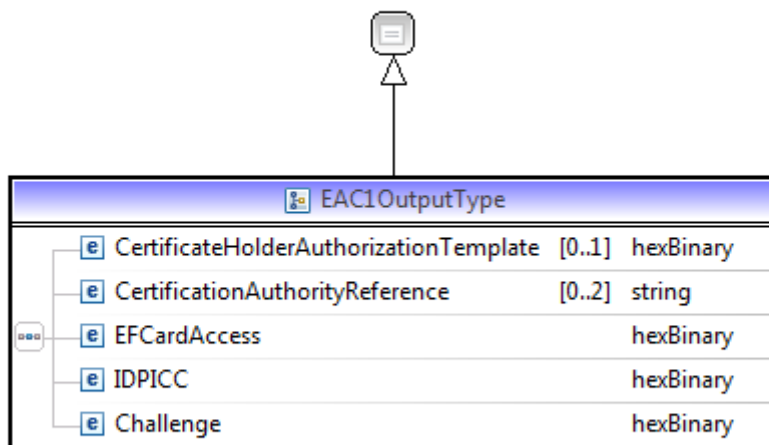 EAC1OutputType
e CertificateHolderAuthorizationTemplate [0..1] hexBinary
e CertificationAuthorityReference [0..2] string
e EFCardAccess hexBinary
e IDPICC hexBinary
e Challenge hexBinary